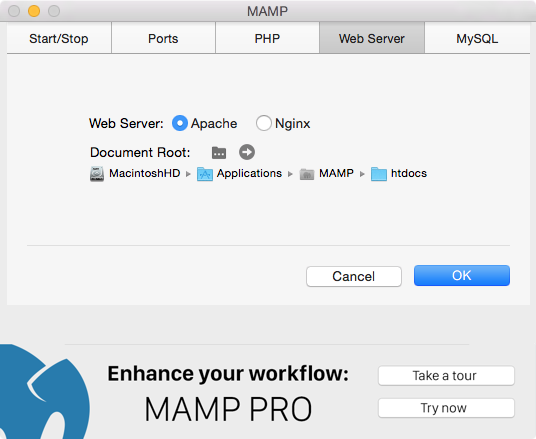 MAMP
Start/Stop Ports PHP Web Server MySQL
Web Server: Apache Nginx
Document Root:
MacintoshHD Applications MAMP htdocs
Cancel OK
Enhance your workflow: Take a tour
MAMP PRO Try now